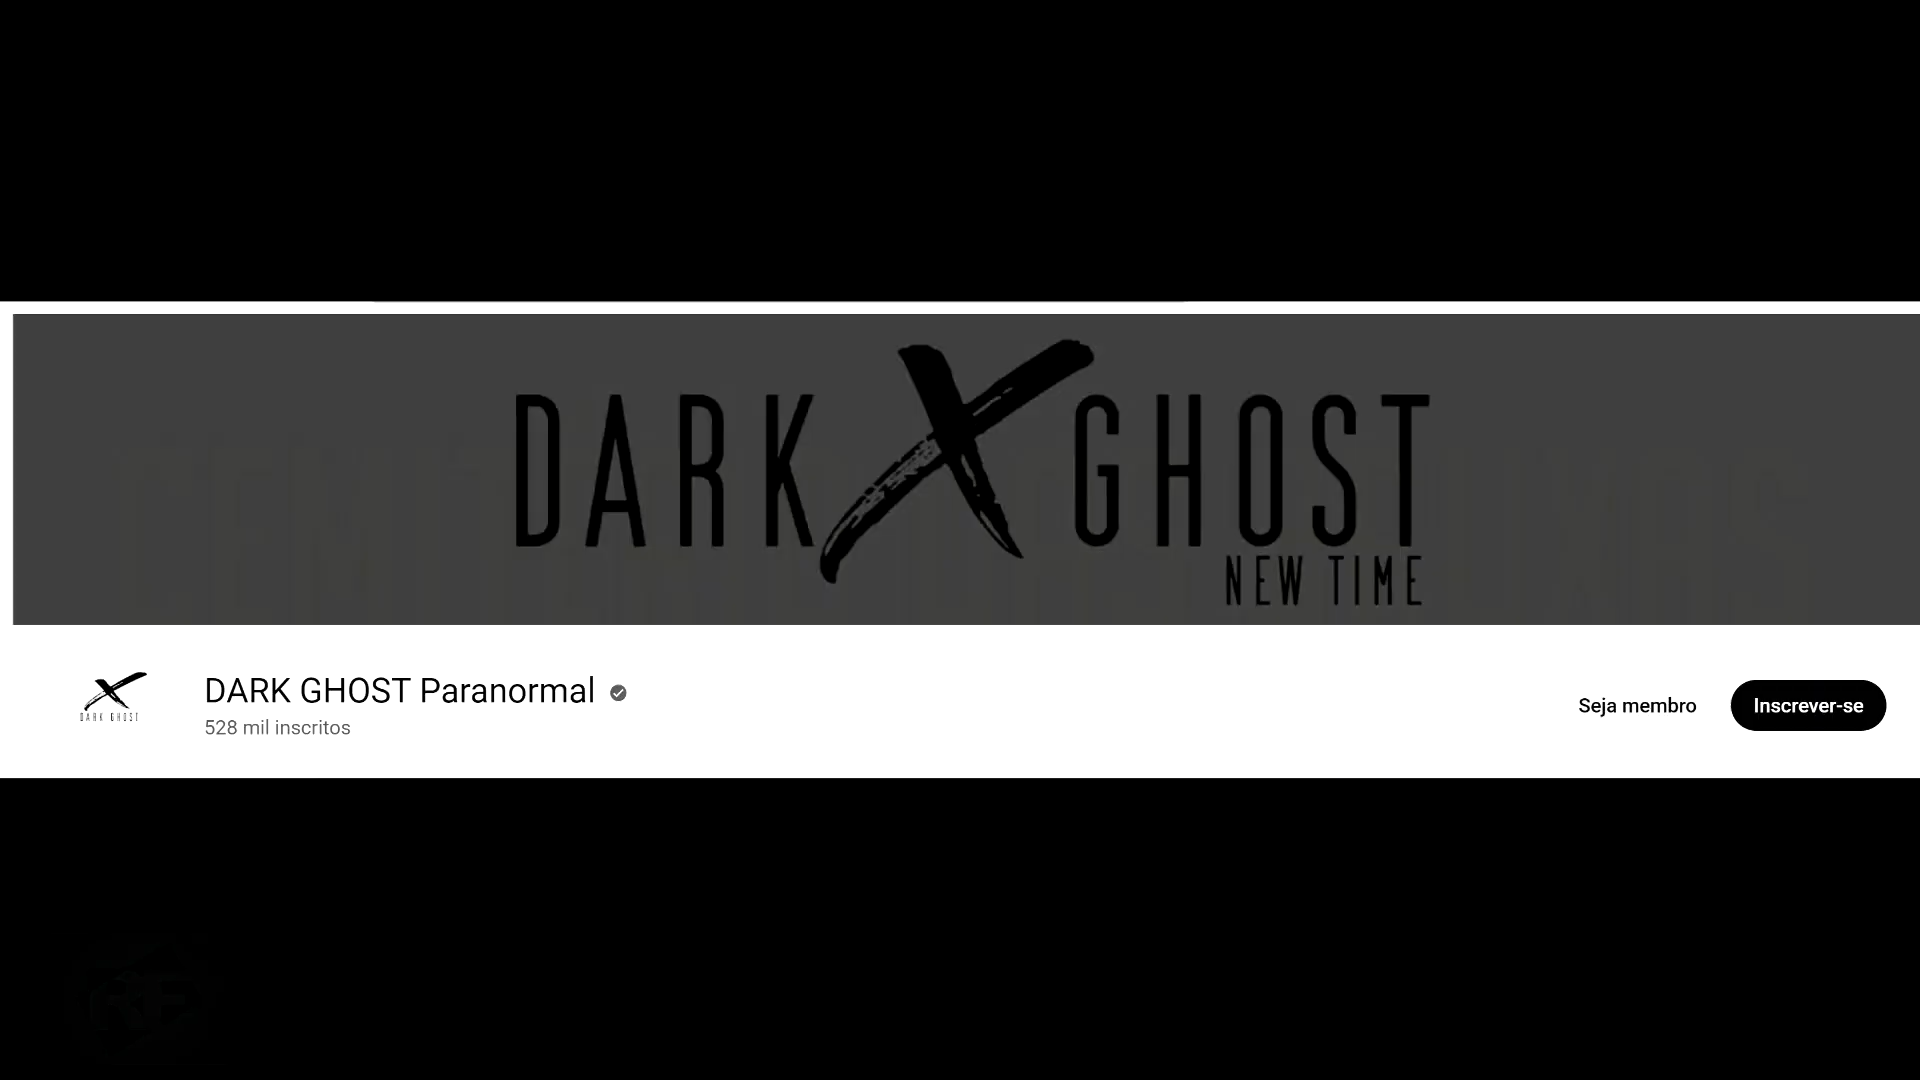 DARK X GHOST
NEW TIME
DARK GHOST
DARK GHOST Paranormal
528 mil inscritos
Seja membro
Inscrever-se